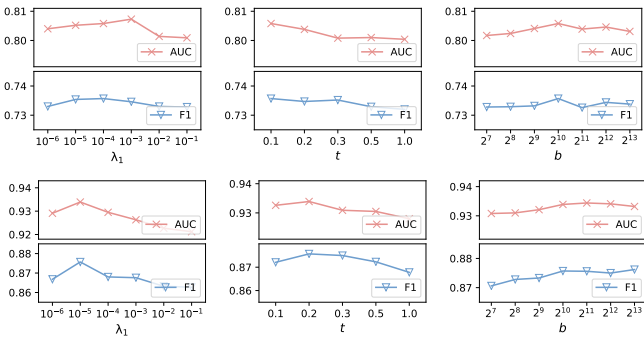 0.81
0.80
AUC
0.74
0.73
F1
10⁻⁶ 10⁻⁵ 10⁻⁴ 10⁻³ 10⁻² 10⁻¹
λ₁
0.81
0.80
AUC
0.74
0.73
F1
0.1 0.2 0.3 0.5 1.0
t
0.81
0.80
AUC
0.74
0.73
F1
2⁷ 2⁸ 2⁹ 2¹⁰ 2¹¹ 2¹² 2¹³
b
0.94
0.93
0.92
AUC
0.88
0.87
0.86
F1
10⁻⁶ 10⁻⁵ 10⁻⁴ 10⁻³ 10⁻² 10⁻¹
λ₁
0.94
0.93
AUC
0.87
0.86
F1
0.1 0.2 0.3 0.5 1.0
t
0.94
0.93
AUC
0.88
0.87
F1
2⁷ 2⁸ 2⁹ 2¹⁰ 2¹¹ 2¹² 2¹³
b